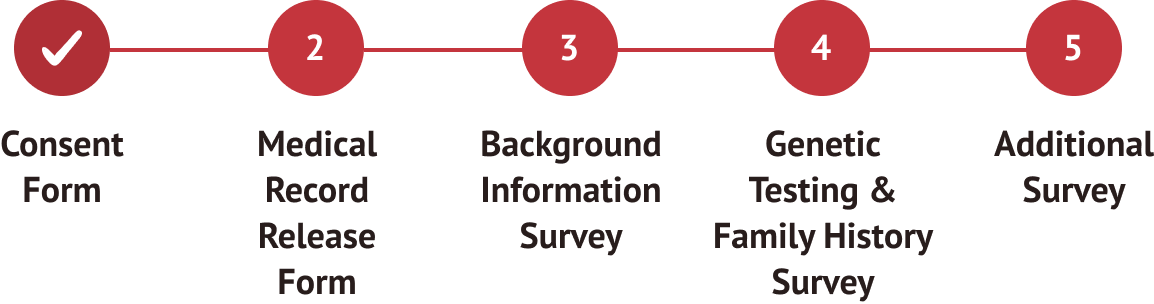 2
3
4
5
Consent
Form
Medical
Record
Release
Form
Background
Information
Survey
Genetic
Testing &
Family History
Survey
Additional
Survey